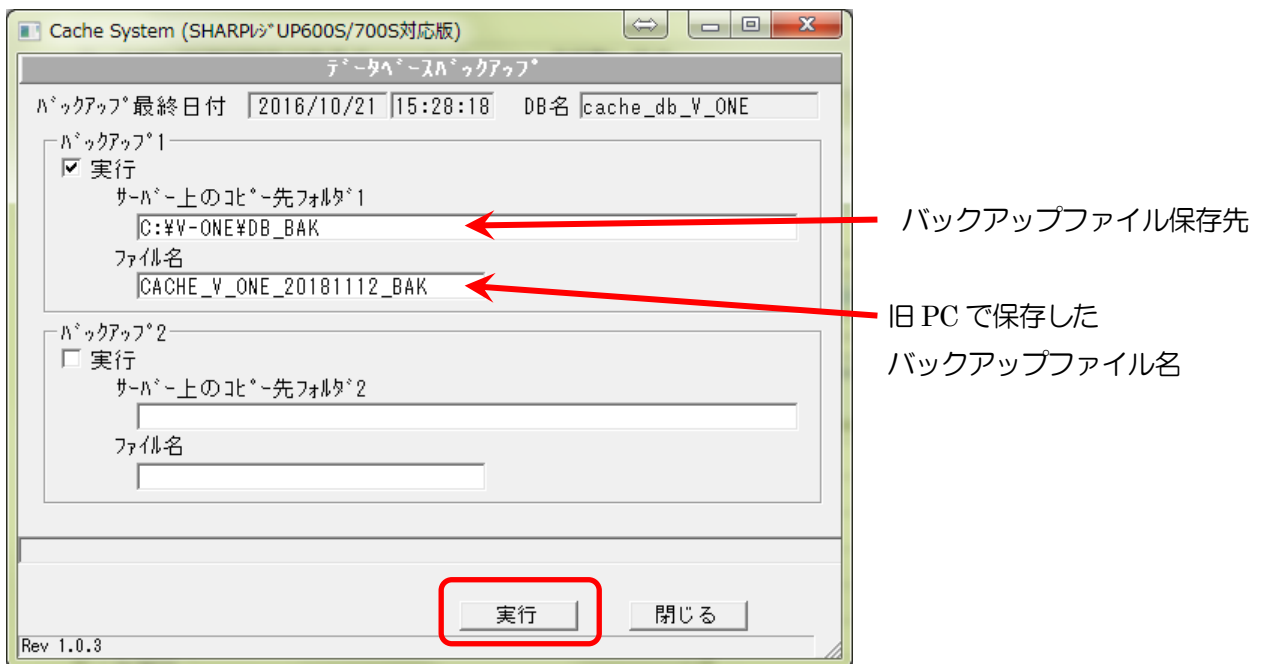 Cache System (SHARPﾚｼﾞUP600S/700S対応版)
ﾃﾞｰﾀﾍﾞｰｽﾊﾞｯｸｱｯﾌﾟ
ﾊﾞｯｸｱｯﾌﾟ最終日付 2016/10/21 15:28:18 DB名 cache_db_V_ONE
ﾊﾞｯｸｱｯﾌﾟ1
実行
ｻｰﾊﾞｰ上のｺﾋﾟｰ先ﾌｫﾙﾀﾞ1
C:¥V-ONE¥DB_BAK
バックアップファイル保存先
ﾌｧｲﾙ名
CACHE_V_ONE_20181112_BAK
旧 PC で保存した
バックアップファイル名
ﾊﾞｯｸｱｯﾌﾟ2
実行
ｻｰﾊﾞｰ上のｺﾋﾟｰ先ﾌｫﾙﾀﾞ2
ﾌｧｲﾙ名
実行 閉じる
Rev 1.0.3